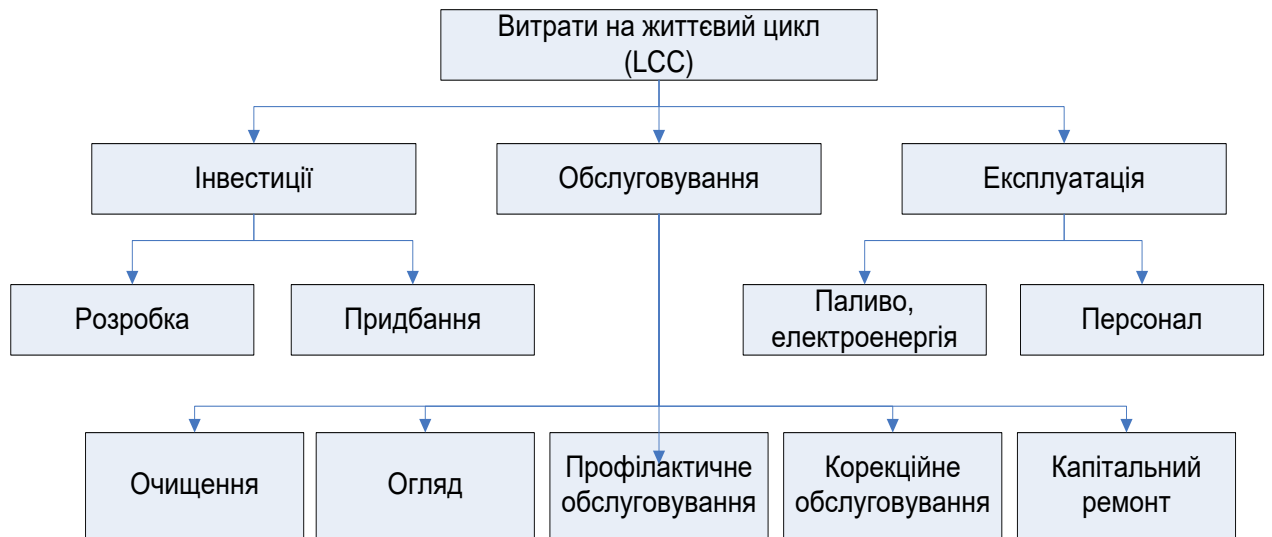 Витрати на життєвий цикл
(LCC)
Інвестиції
Обслуговування
Експлуатація
Розробка
Придбання
Паливо,
електроенергія
Персонал
Очищення
Огляд
Профілактичне
обслуговування
Корекційне
обслуговування
Капітальний
ремонт